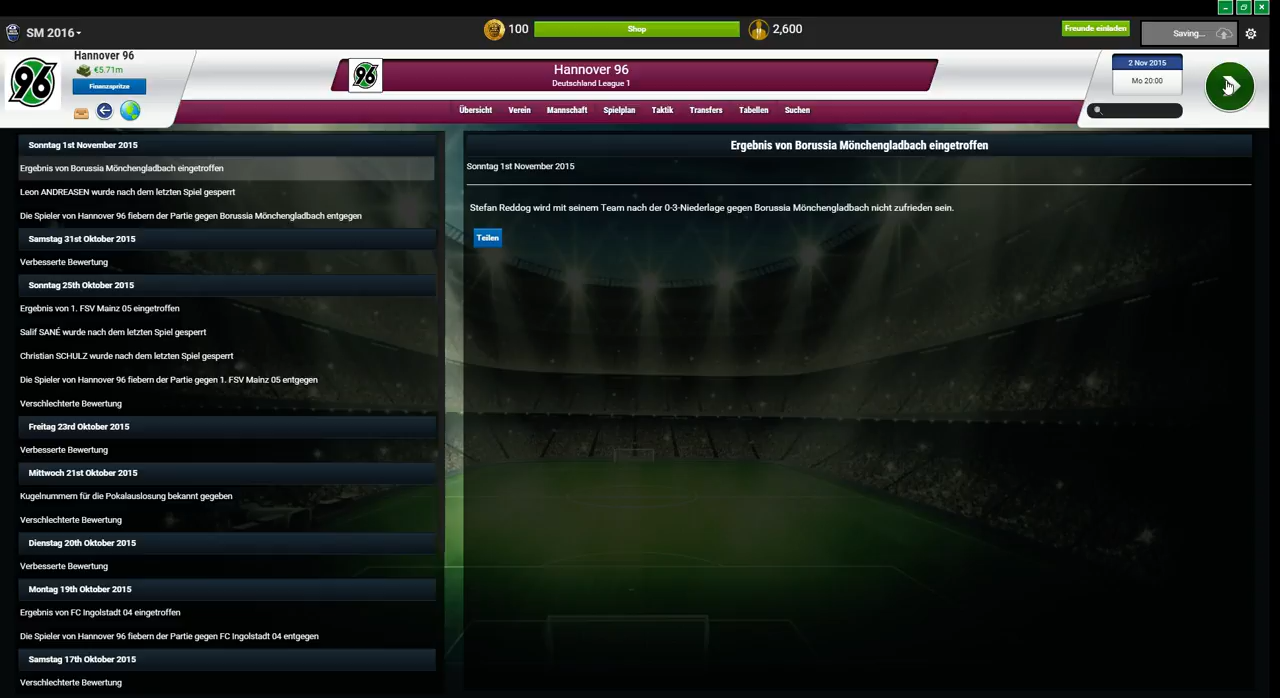 SM 2016
100
Shop
2,600
Freunde einladen
Saving...
96
Hannover 96
€5.71m
Finanzspritze
96
Hannover 96
Deutschland League 1
2 Nov 2015
Mo 20:00
Übersicht Verein Mannschaft Spielplan Taktik Transfers Tabellen Suchen
Sonntag 1st November 2015
Ergebnis von Borussia Mönchengladbach eingetroffen
Leon ANDREASEN wurde nach dem letzten Spiel gesperrt
Die Spieler von Hannover 96 fiebern der Partie gegen Borussia Mönchengladbach entgegen
Samstag 31st Oktober 2015
Verbesserte Bewertung
Sonntag 25th Oktober 2015
Ergebnis von 1. FSV Mainz 05 eingetroffen
Salif SANÉ wurde nach dem letzten Spiel gesperrt
Christian SCHULZ wurde nach dem letzten Spiel gesperrt
Die Spieler von Hannover 96 fiebern der Partie gegen 1. FSV Mainz 05 entgegen
Verschlechterte Bewertung
Freitag 23rd Oktober 2015
Verbesserte Bewertung
Mittwoch 21st Oktober 2015
Kugelnummern für die Pokalauslosung bekannt gegeben
Verschlechterte Bewertung
Dienstag 20th Oktober 2015
Verbesserte Bewertung
Montag 19th Oktober 2015
Ergebnis von FC Ingolstadt 04 eingetroffen
Die Spieler von Hannover 96 fiebern der Partie gegen FC Ingolstadt 04 entgegen
Samstag 17th Oktober 2015
Verschlechterte Bewertung
Ergebnis von Borussia Mönchengladbach eingetroffen
Sonntag 1st November 2015
Stefan Reddog wird mit seinem Team nach der 0-3-Niederlage gegen Borussia Mönchengladbach nicht zufrieden sein.
Teilen